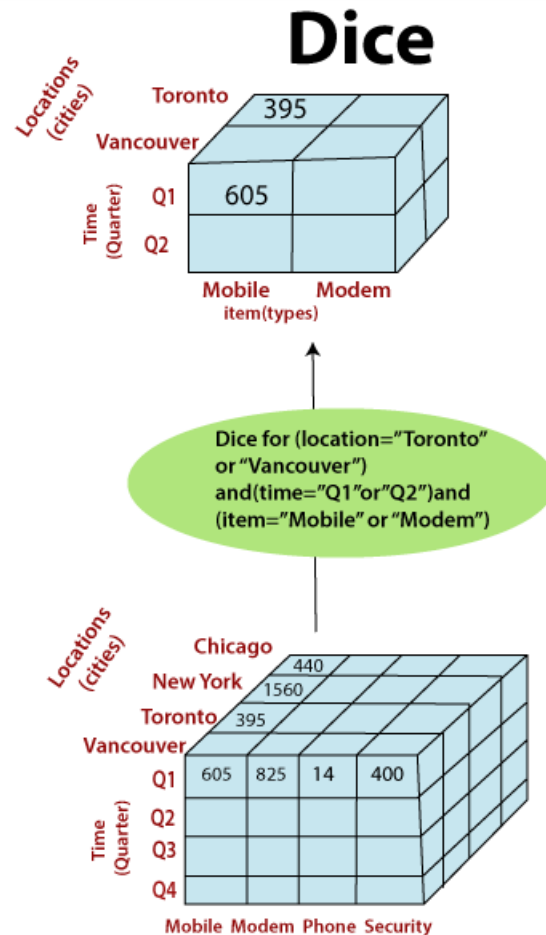 Dice
Locations
(cities)
Toronto
395
Vancouver
Time
(Quarter)
Q1
605
Q2
Mobile Modem
item(types)
Dice for (location="Toronto"
or “Vancouver”)
and(time="Q1"or"Q2")and
(item="Mobile" or “Modem”)
Locations
(cities)
Chicago
440
New York
1560
Toronto
395
Vancouver
Time
(Quarter)
Q1
605 825 14 400
Q2
Q3
Q4
Mobile Modem Phone Security